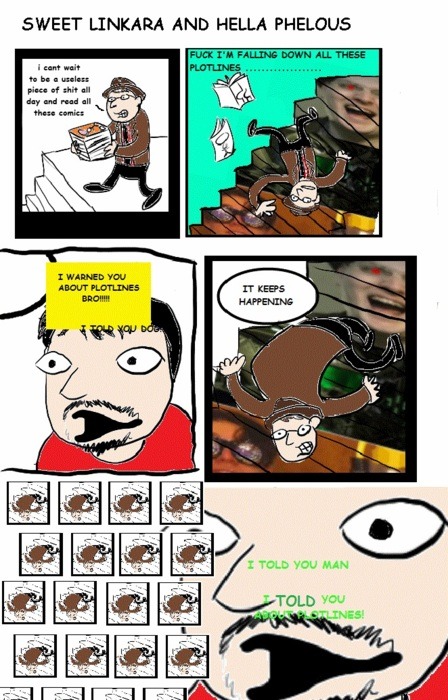 SWEET LINKARA AND HELLA PHELOUS
i cant wait
to be a useless
piece of shit all
day and read all
these comics
FUCK I'M FALLING DOWN ALL THESE
PLOTLINES ...................
I WARNED YOU
ABOUT PLOTLINES
BRO!!!!!
I TOLD YOU DOG
IT KEEPS
HAPPENING
I TOLD YOU MAN
I TOLD YOU
ABOUT PLOTLINES!